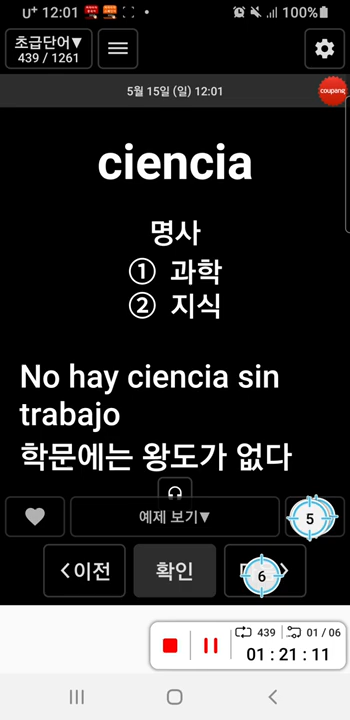 U+ 12:01 100%
초급단어▼
439 / 1261
5월 15일 (일) 12:01
coupang
ciencia
명사
① 과학
② 지식
No hay ciencia sin
trabajo
학문에는 왕도가 없다
예제 보기▼
5
<이전
확인
6
>
439 01 / 06
01 : 21 : 11